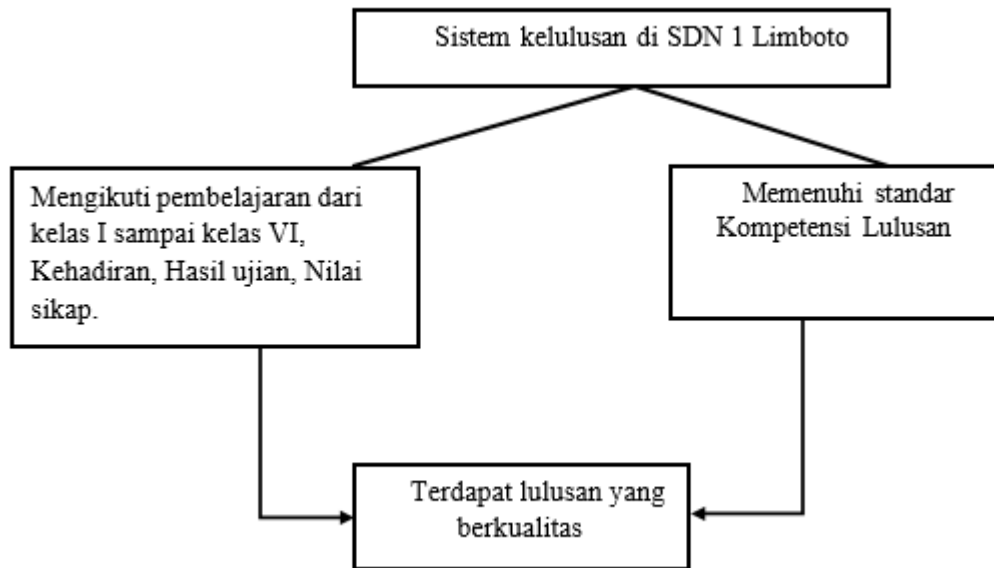 Sistem kelulusan di SDN 1 Limboto
Mengikuti pembelajaran dari
kelas I sampai kelas VI,
Kehadiran, Hasil ujian, Nilai
sikap.
Memenuhi standar
Kompetensi Lulusan
Terdapat lulusan yang
berkualitas